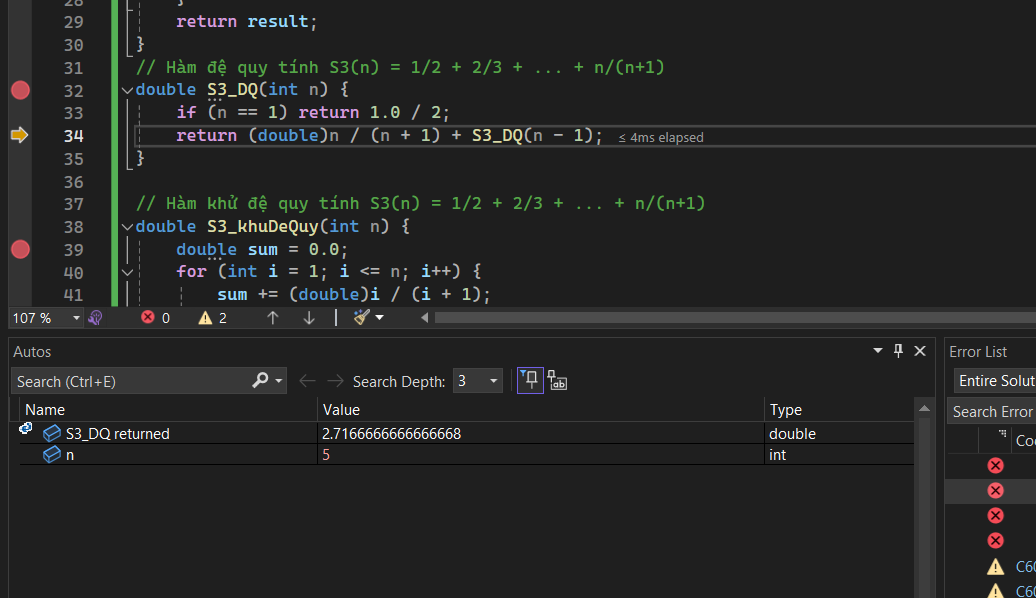 28 }
29 return result;
30 }
31 // Hàm đệ quy tính S3(n) = 1/2 + 2/3 + ... + n/(n+1)
32 double S3_DQ(int n) {
33 if (n == 1) return 1.0 / 2;
34 return (double)n / (n + 1) + S3_DQ(n - 1); ≤ 4ms elapsed
35 }
36
37 // Hàm khử đệ quy tính S3(n) = 1/2 + 2/3 + ... + n/(n+1)
38 double S3_khuDeQuy(int n) {
39 double sum = 0.0;
40 for (int i = 1; i <= n; i++) {
41 sum += (double)i / (i + 1);
107 % 0 2
Autos
Search (Ctrl+E) Search Depth: 3
Name Value Type
S3_DQ returned 2.7166666666666668 double
n 5 int
Error List
Entire Solut
Search Error
Co
C60
C60